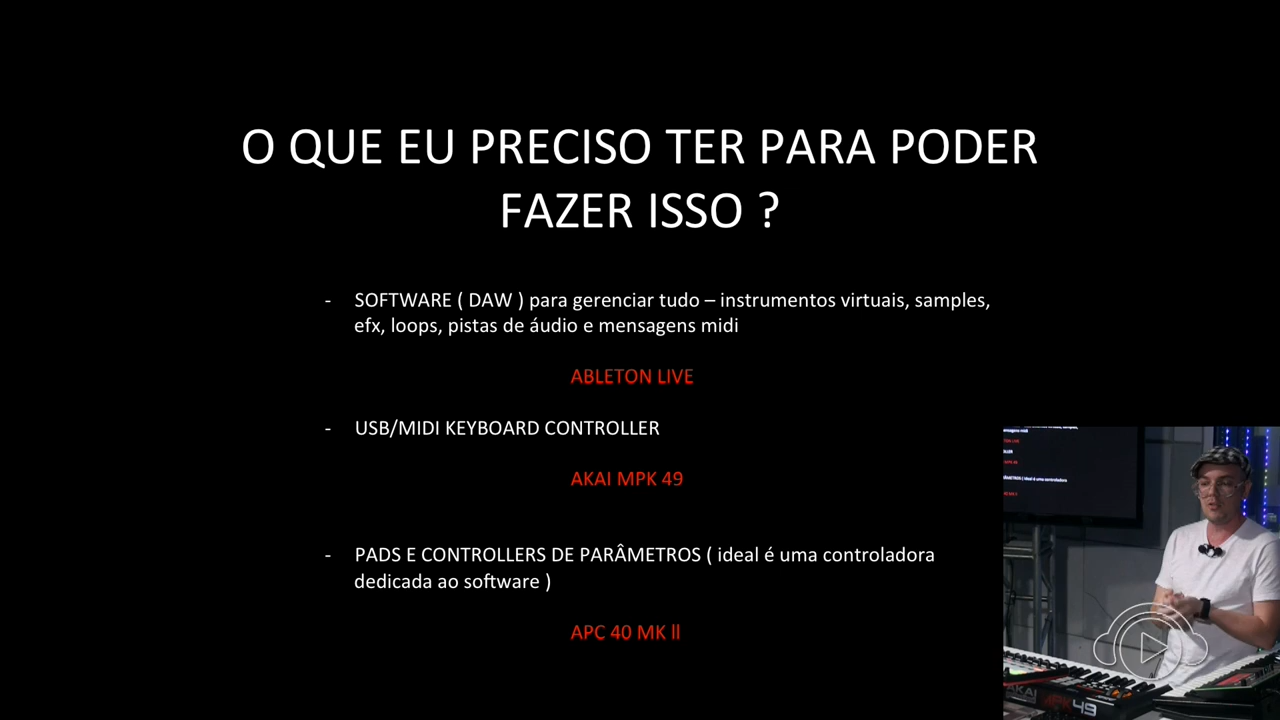 O QUE EU PRECISO TER PARA PODER
FAZER ISSO ?
- SOFTWARE ( DAW ) para gerenciar tudo – instrumentos virtuais, samples,
efx, loops, pistas de áudio e mensagens midi
ABLETON LIVE
- USB/MIDI KEYBOARD CONTROLLER
AKAI MPK 49
- PADS E CONTROLLERS DE PARÂMETROS ( ideal é uma controladora
dedicada ao software )
APC 40 MK ll
AKAI MPK49